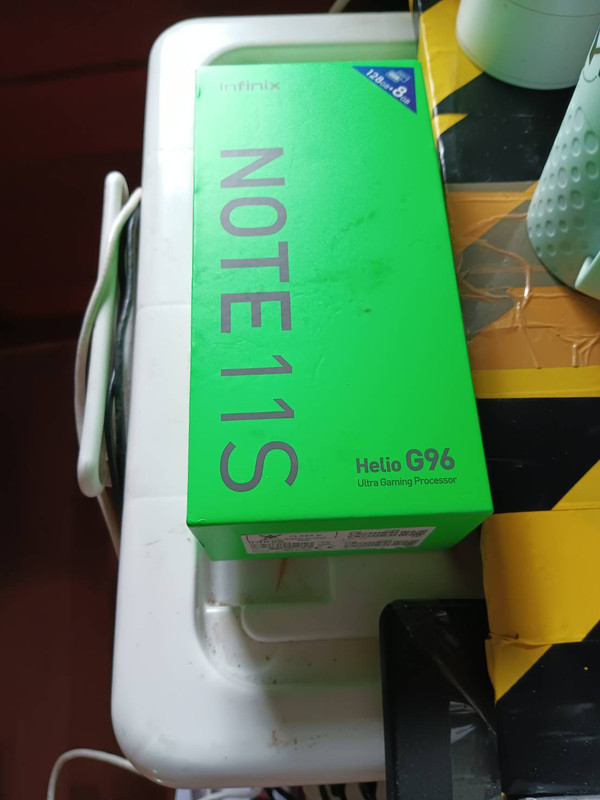 Infinix
128GB+8GB
NOTE 11S
Helio G96
Ultra Gaming Processor